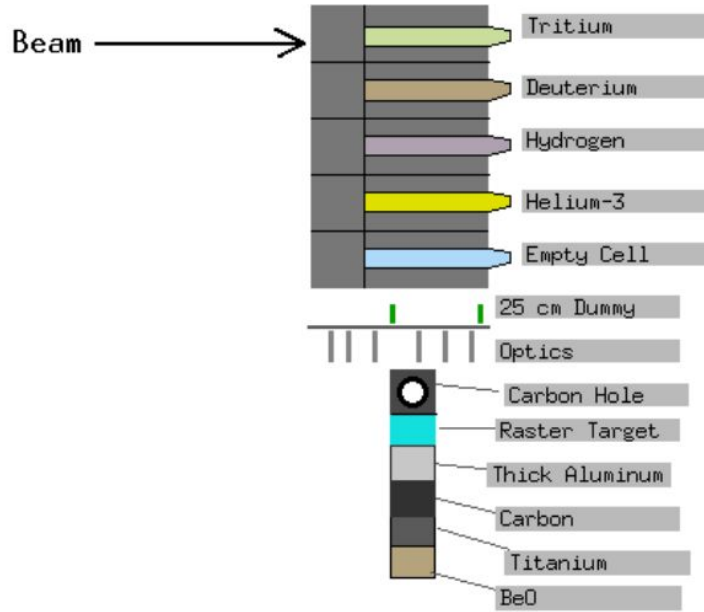 Beam
Tritium
Deuterium
Hydrogen
Helium-3
Empty Cell
25 cm Dummy
Optics
Carbon Hole
Raster Target
Thick Aluminum
Carbon
Titanium
BeO